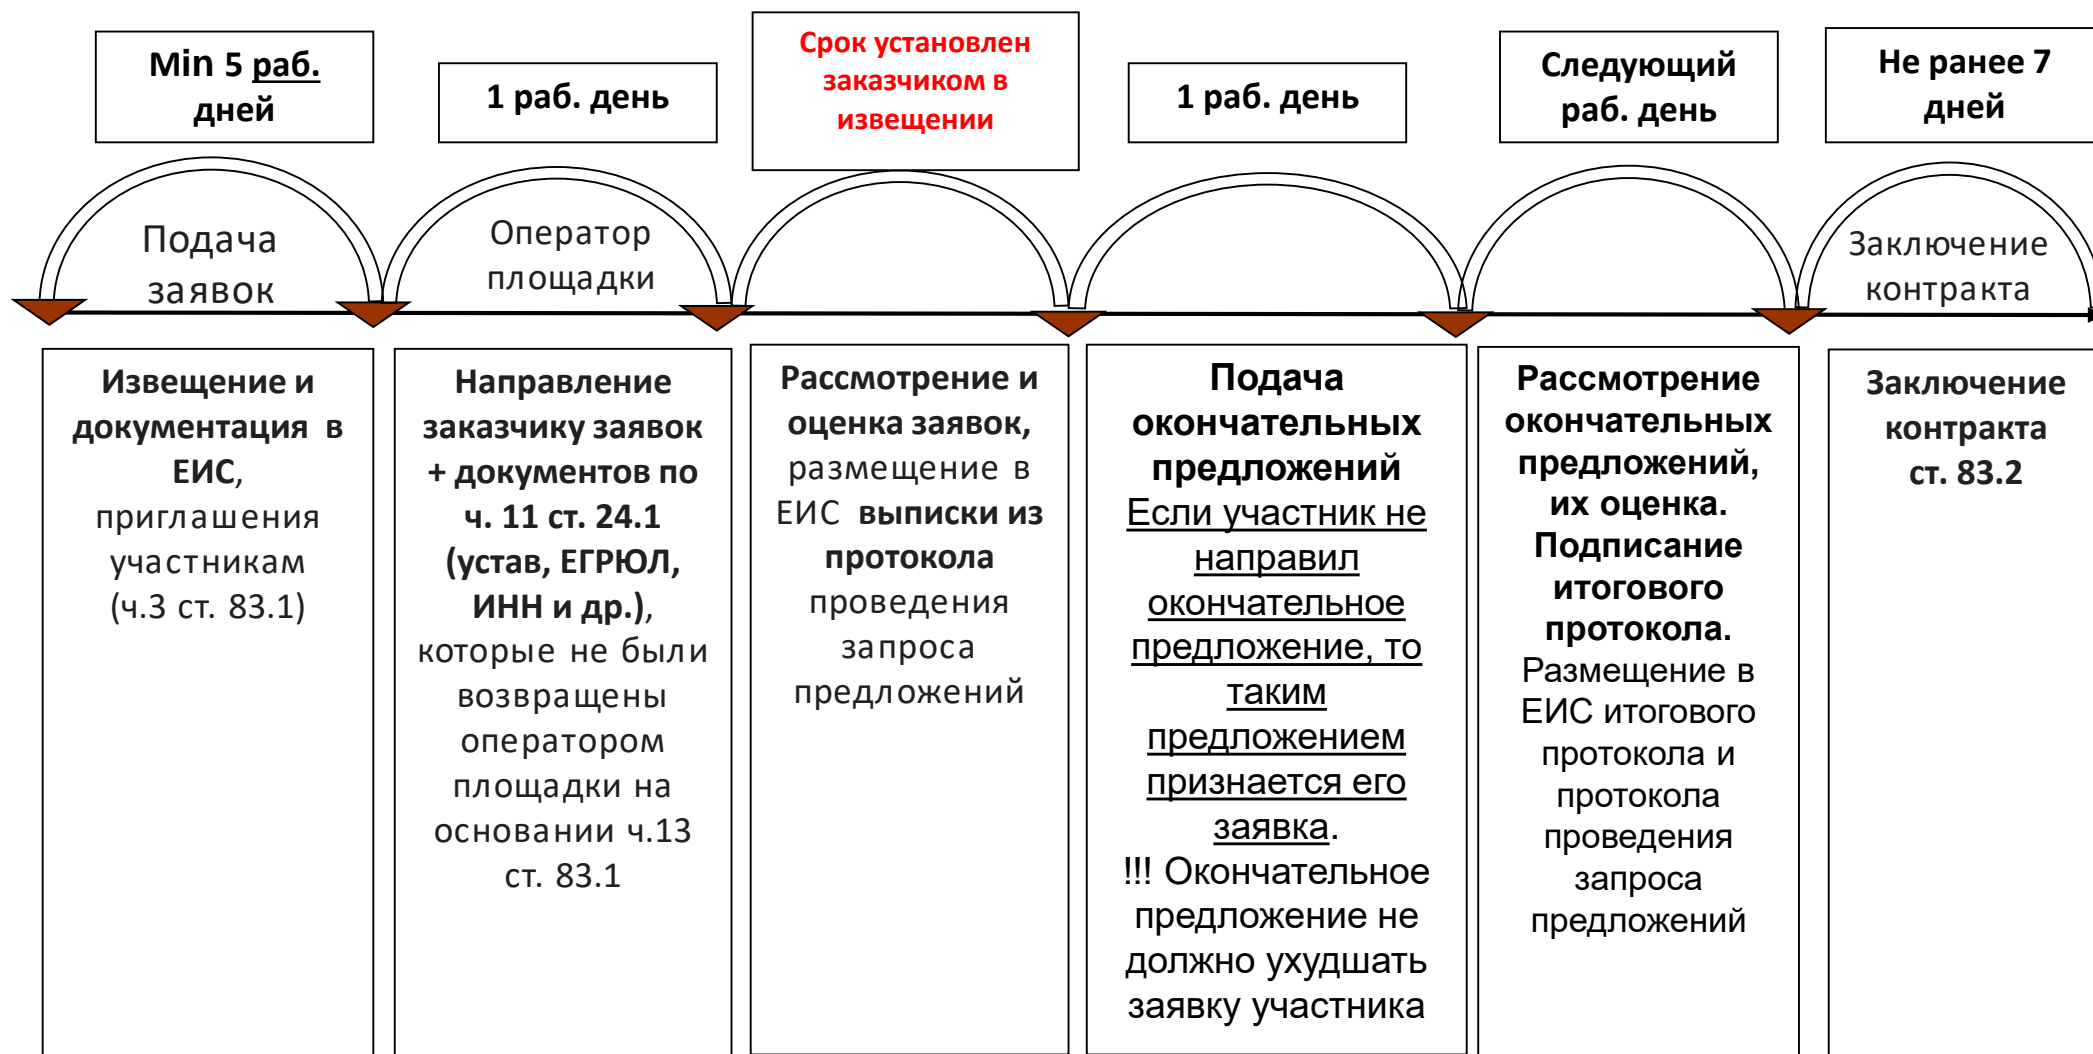 Min 5 раб.
дней
1 раб. день
Срок установлен
заказчиком в
извещении
1 раб. день
Следующий
раб. день
Не ранее 7
дней
Подача
заявок
Оператор
площадки
Заключение
контракта
Извещение и
документация в
ЕИС,
приглашения
участникам
(ч.3 ст. 83.1)
Направление
заказчику заявок
+ документов по
ч. 11 ст. 24.1
(устав, ЕГРЮЛ,
ИНН и др.),
которые не были
возвращены
оператором
площадки на
основании ч.13
ст. 83.1
Рассмотрение и
оценка заявок,
размещение в
ЕИС выписки из
протокола
проведения
запроса
предложений
Подача
окончательных
предложений
Если участник не
направил
окончательное
предложение, то
таким
предложением
признается его
заявка.
!!! Окончательное
предложение не
должно ухудшать
заявку участника
Рассмотрение
окончательных
предложений,
их оценка.
Подписание
итогового
протокола.
Размещение в
ЕИС итогового
протокола и
протокола
проведения
запроса
предложений
Заключение
контракта
ст. 83.2